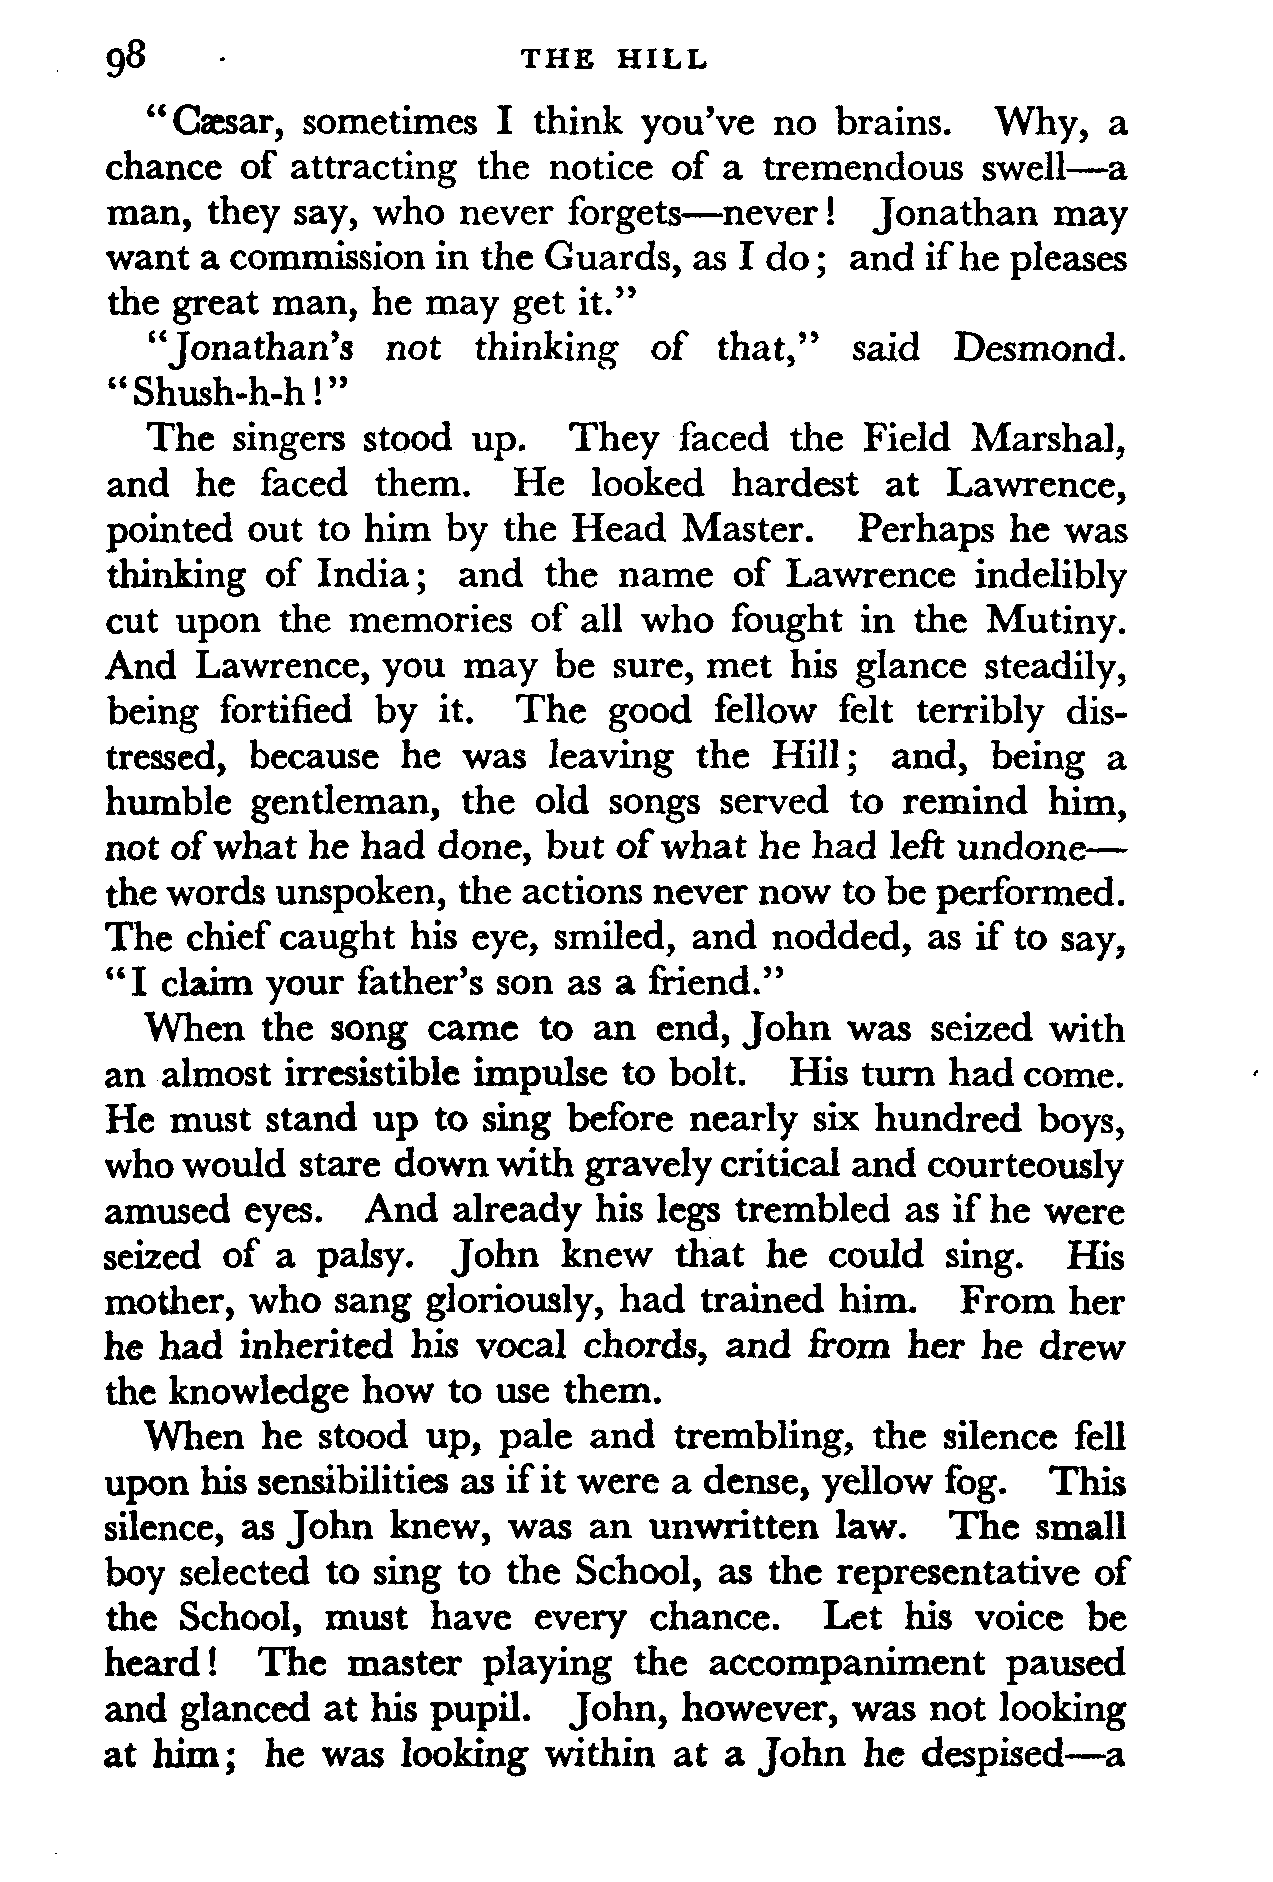 98 THE HILL
“Cæsar, sometimes I think you’ve no brains. Why, a
chance of attracting the notice of a tremendous swell—a
man, they say, who never forgets—never! Jonathan may
want a commission in the Guards, as I do; and if he pleases
the great man, he may get it.”
“Jonathan’s not thinking of that,” said Desmond.
“Shush-h-h!”
The singers stood up. They faced the Field Marshal,
and he faced them. He looked hardest at Lawrence,
pointed out to him by the Head Master. Perhaps he was
thinking of India; and the name of Lawrence indelibly
cut upon the memories of all who fought in the Mutiny.
And Lawrence, you may be sure, met his glance steadily,
being fortified by it. The good fellow felt terribly dis-
tressed, because he was leaving the Hill; and, being a
humble gentleman, the old songs served to remind him,
not of what he had done, but of what he had left undone—
the words unspoken, the actions never now to be performed.
The chief caught his eye, smiled, and nodded, as if to say,
“I claim your father’s son as a friend.”
When the song came to an end, John was seized with
an almost irresistible impulse to bolt. His turn had come.
He must stand up to sing before nearly six hundred boys,
who would stare down with gravely critical and courteously
amused eyes. And already his legs trembled as if he were
seized of a palsy. John knew that he could sing. His
mother, who sang gloriously, had trained him. From her
he had inherited his vocal chords, and from her he drew
the knowledge how to use them.
When he stood up, pale and trembling, the silence fell
upon his sensibilities as if it were a dense, yellow fog. This
silence, as John knew, was an unwritten law. The small
boy selected to sing to the School, as the representative of
the School, must have every chance. Let his voice be
heard! The master playing the accompaniment paused
and glanced at his pupil. John, however, was not looking
at him; he was looking within at a John he despised—a